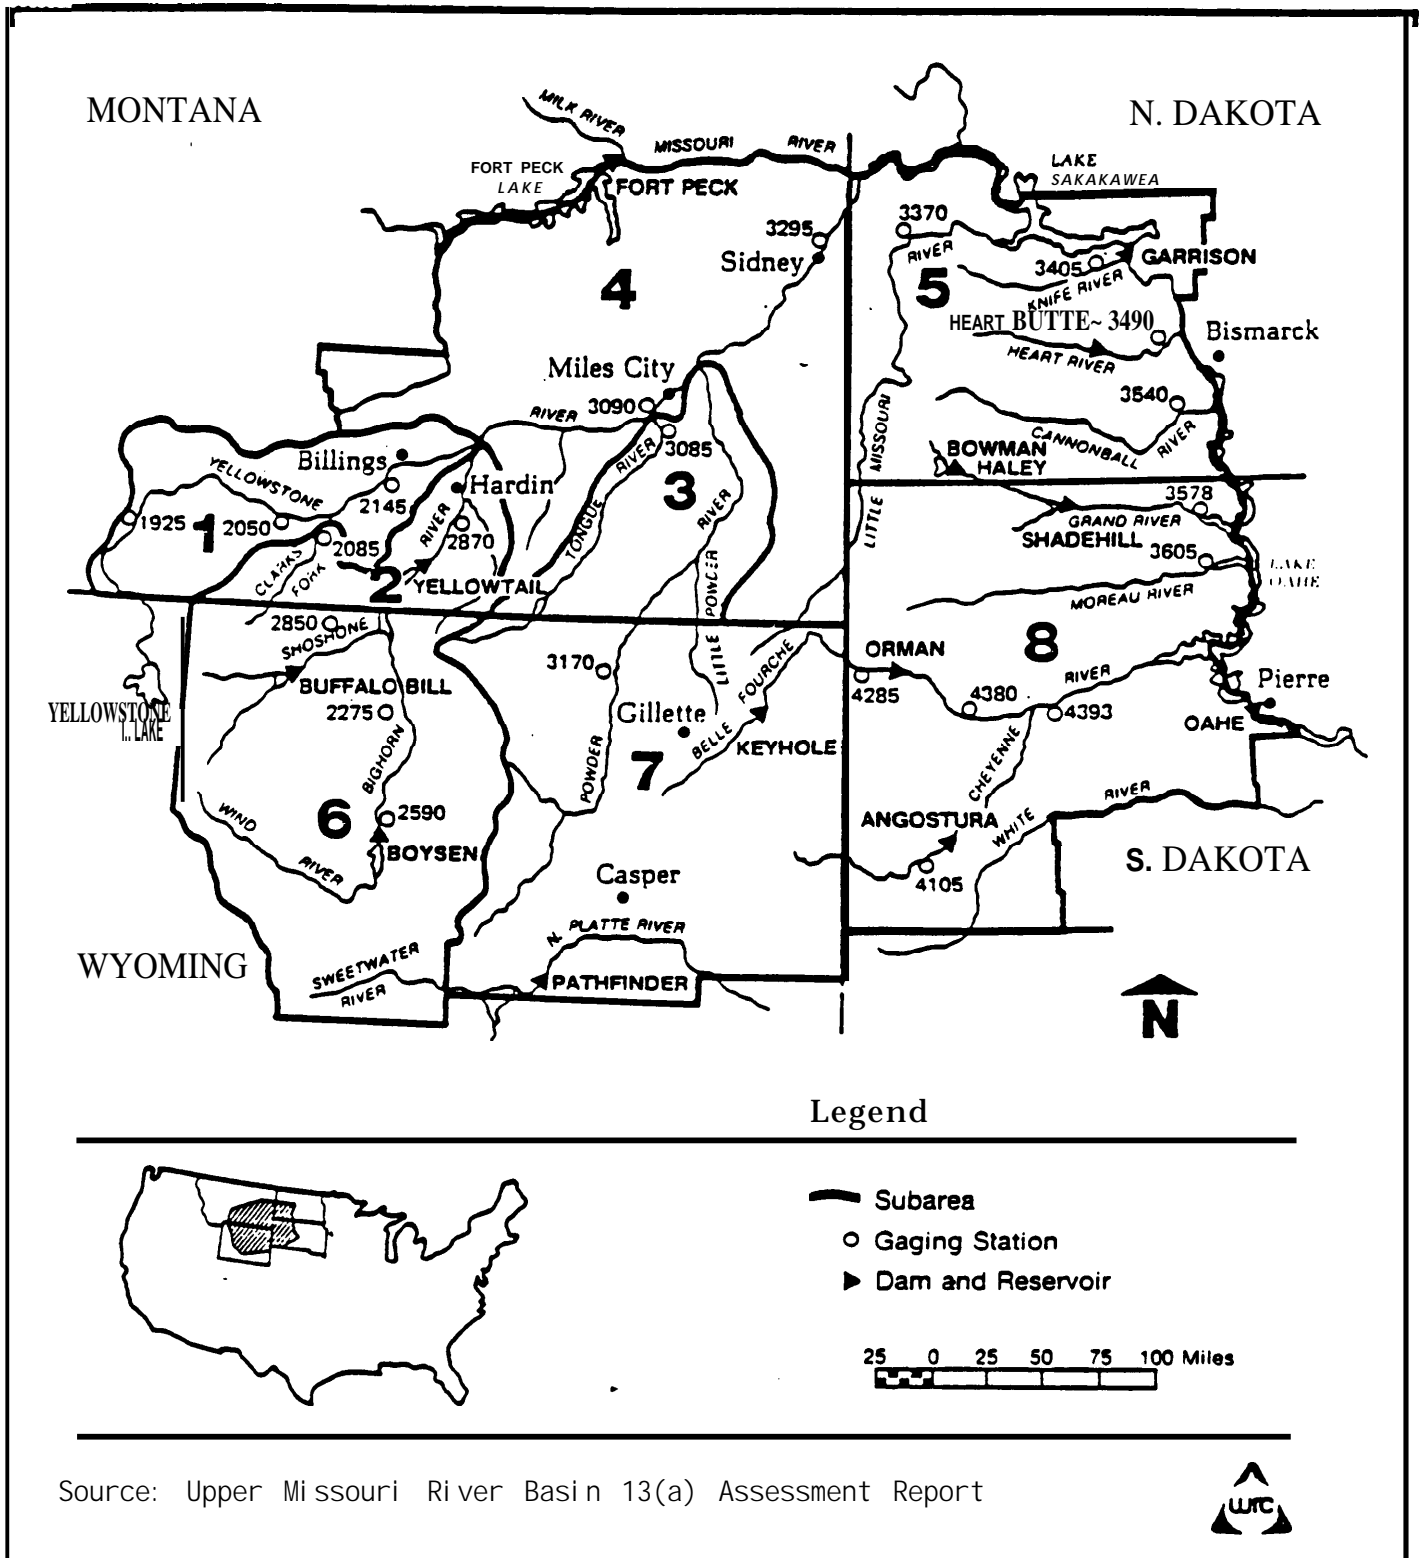 MONTANA
N. DAKOTA
MILK RIVER
MISSOURI RIVER
FORT PECK
LAKE
FORT PECK
LAKE
SAKAKAWEA
3295
Sidney
3370
RIVER
3405
GARRISON
KNIFE RIVER
4
5
HEART BUTTE~ 3490
Bismarck
HEART RIVER
Miles City
3090
RIVER
3085
3540
CANNONBALL RIVER
LITTLE MISSOURI
BOWMAN
HALEY
Billings
YELLOWSTONE
2145
Hardin
RIVER
TONGUE RIVER
3
RIVER
1925
1
2050
2085
2870
CLARKS
FORK
2
YELLOWTAIL
LITTLE POWDER
3578
GRAND RIVER
SHADEHILL
3605
LAKE
OAHE
MOREAU RIVER
2850
SHOSHONE
BUFFALO BILL
2275
3170
FOURCHE
ORMAN
4285
8
RIVER
4380
4393
Pierre
OAHE
YELLOWSTONE
LAKE
Gillette
BELLE
KEYHOLE
BIGHORN
POWDER
7
CHEYENNE
WIND
RIVER
6
2590
BOYSEN
ANGOSTURA
WHITE
RIVER
4105
S. DAKOTA
Casper
N. PLATTE RIVER
WYOMING
SWEETWATER
RIVER
PATHFINDER
N
Legend
Subarea
Gaging Station
Dam and Reservoir
25 0 25 50 75 100 Miles
Source: Upper Missouri River Basin 13(a) Assessment Report
wrc